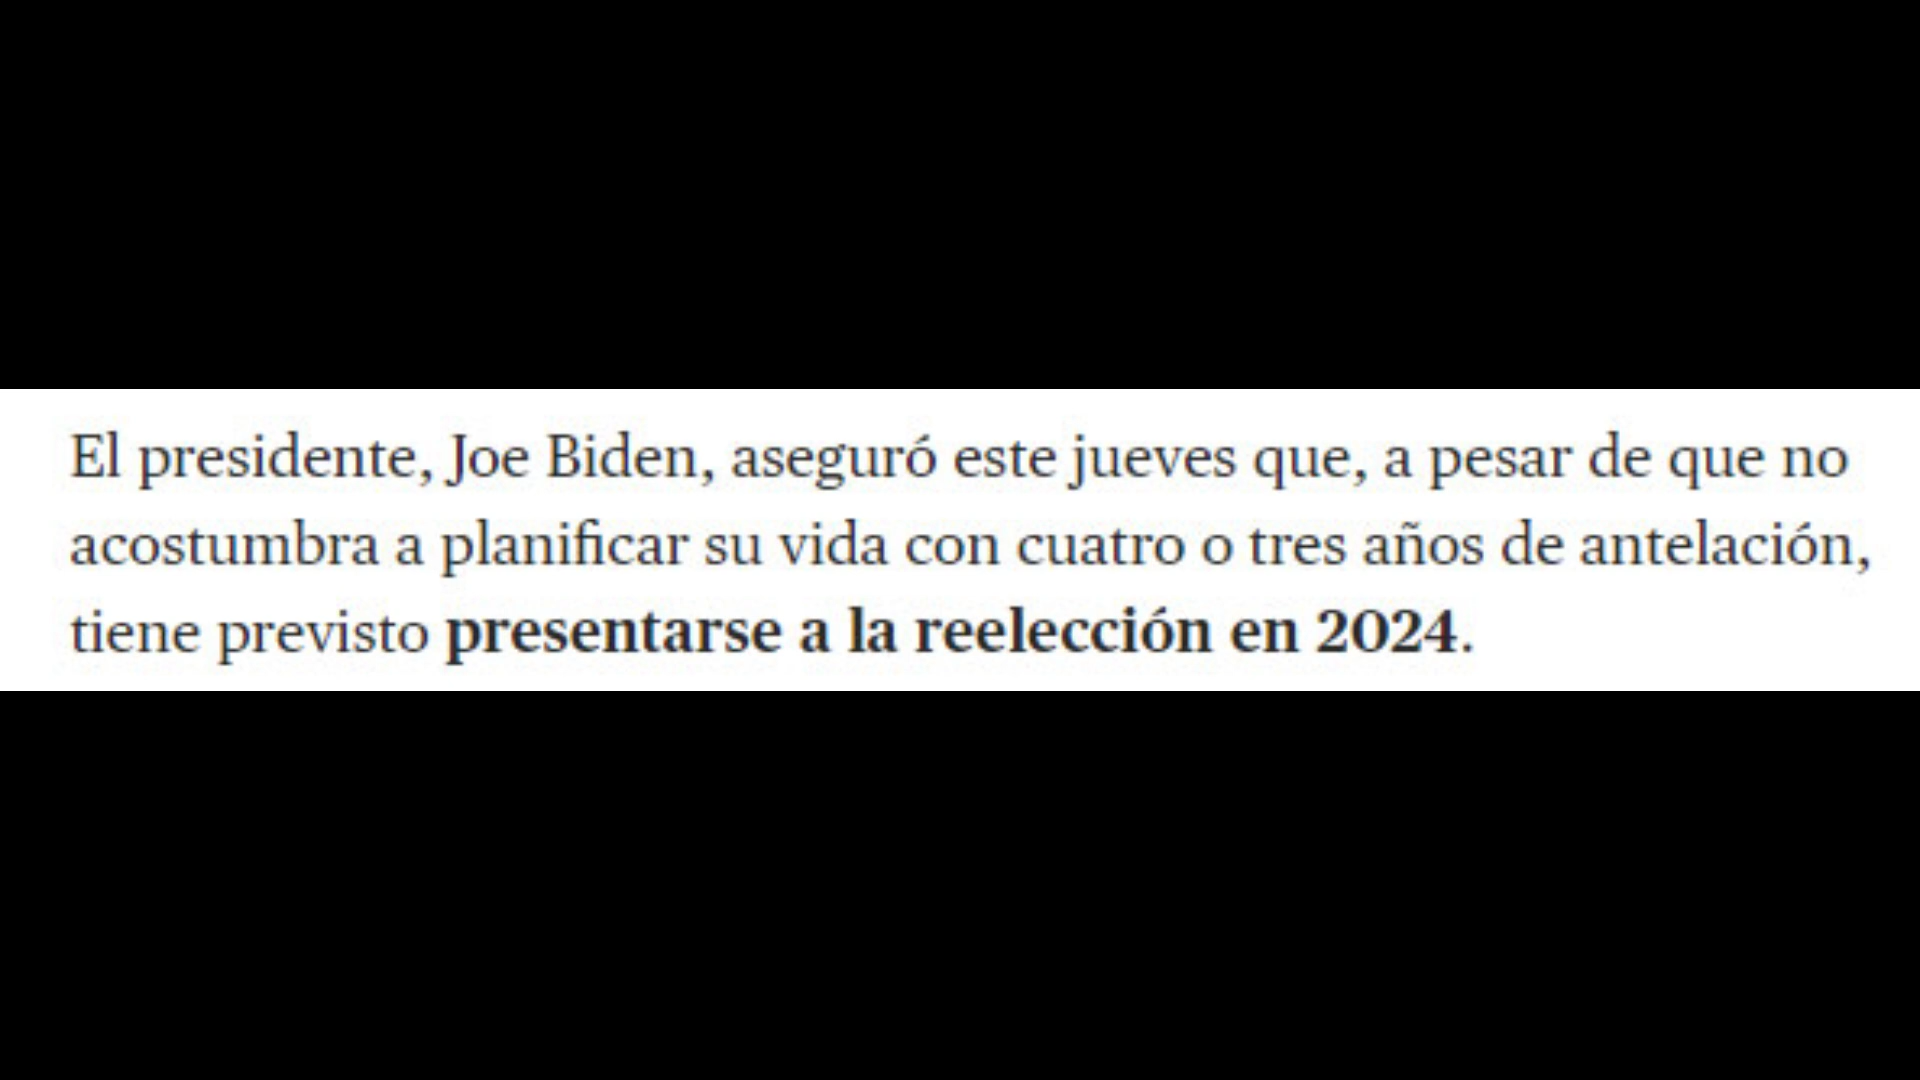 El presidente, Joe Biden, aseguró este jueves que, a pesar de que no
acostumbra a planificar su vida con cuatro o tres años de antelación,
tiene previsto presentarse a la reelección en 2024.